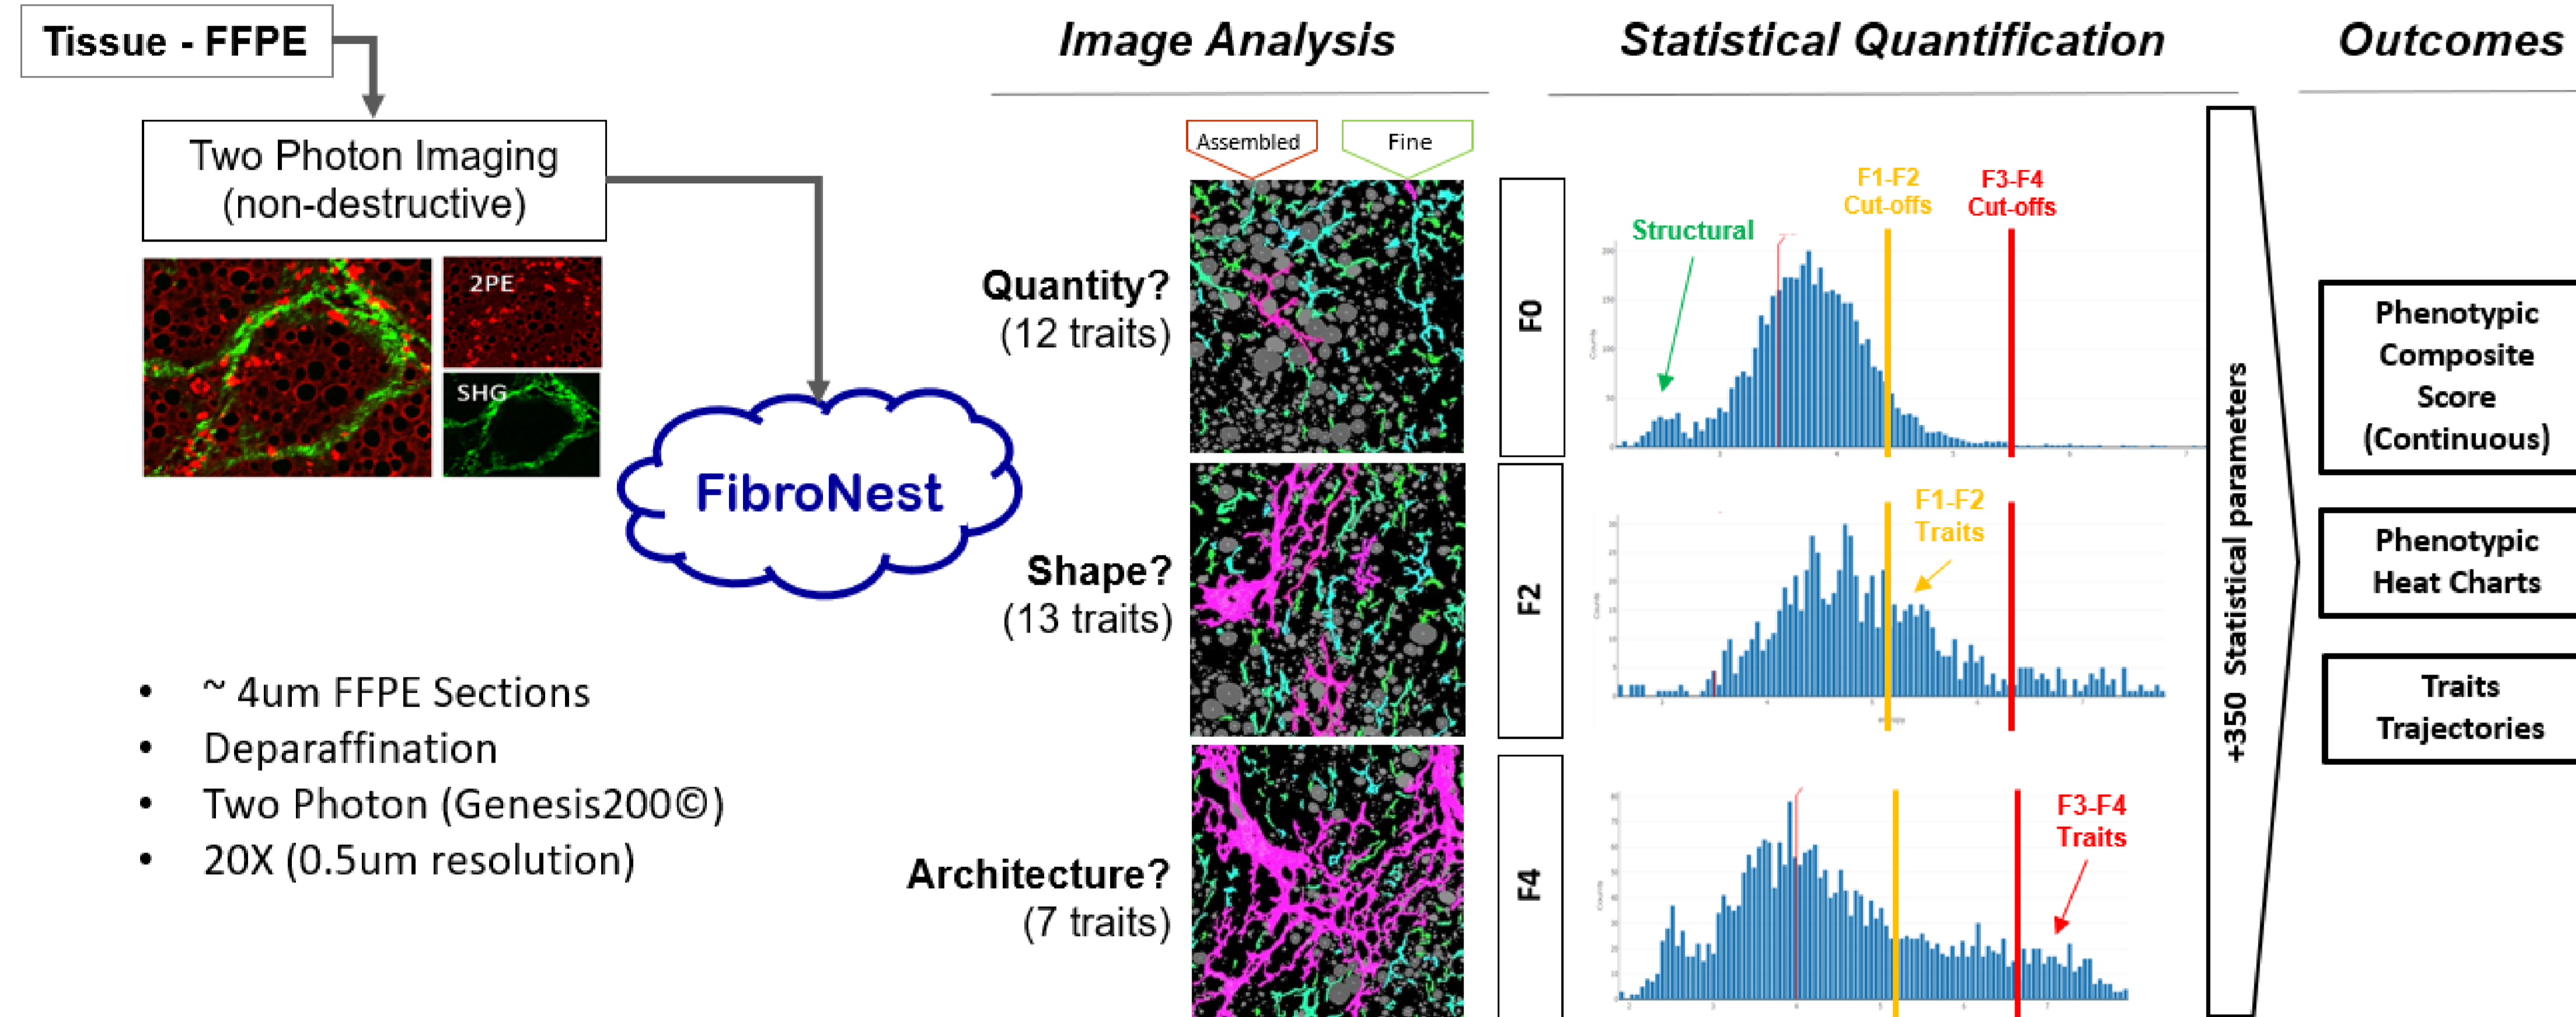 Tissue - FFPE
Two Photon Imaging
(non-destructive)
2PE
SHG
FibroNest
• ~ 4um FFPE Sections
• Deparaffination
• Two Photon (Genesis200©)
• 20X (0.5um resolution)
Image Analysis
Assembled
Fine
Quantity?
(12 traits)
Shape?
(13 traits)
Architecture?
(7 traits)
F0
F2
F4
Statistical Quantification
Structural
F1-F2
Cut-offs
F3-F4
Cut-offs
Counts
F1-F2
Traits
Counts
F3-F4
Traits
Counts
+350 Statistical parameters
Outcomes
Phenotypic
Composite
Score
(Continuous)
Phenotypic
Heat Charts
Traits
Trajectories